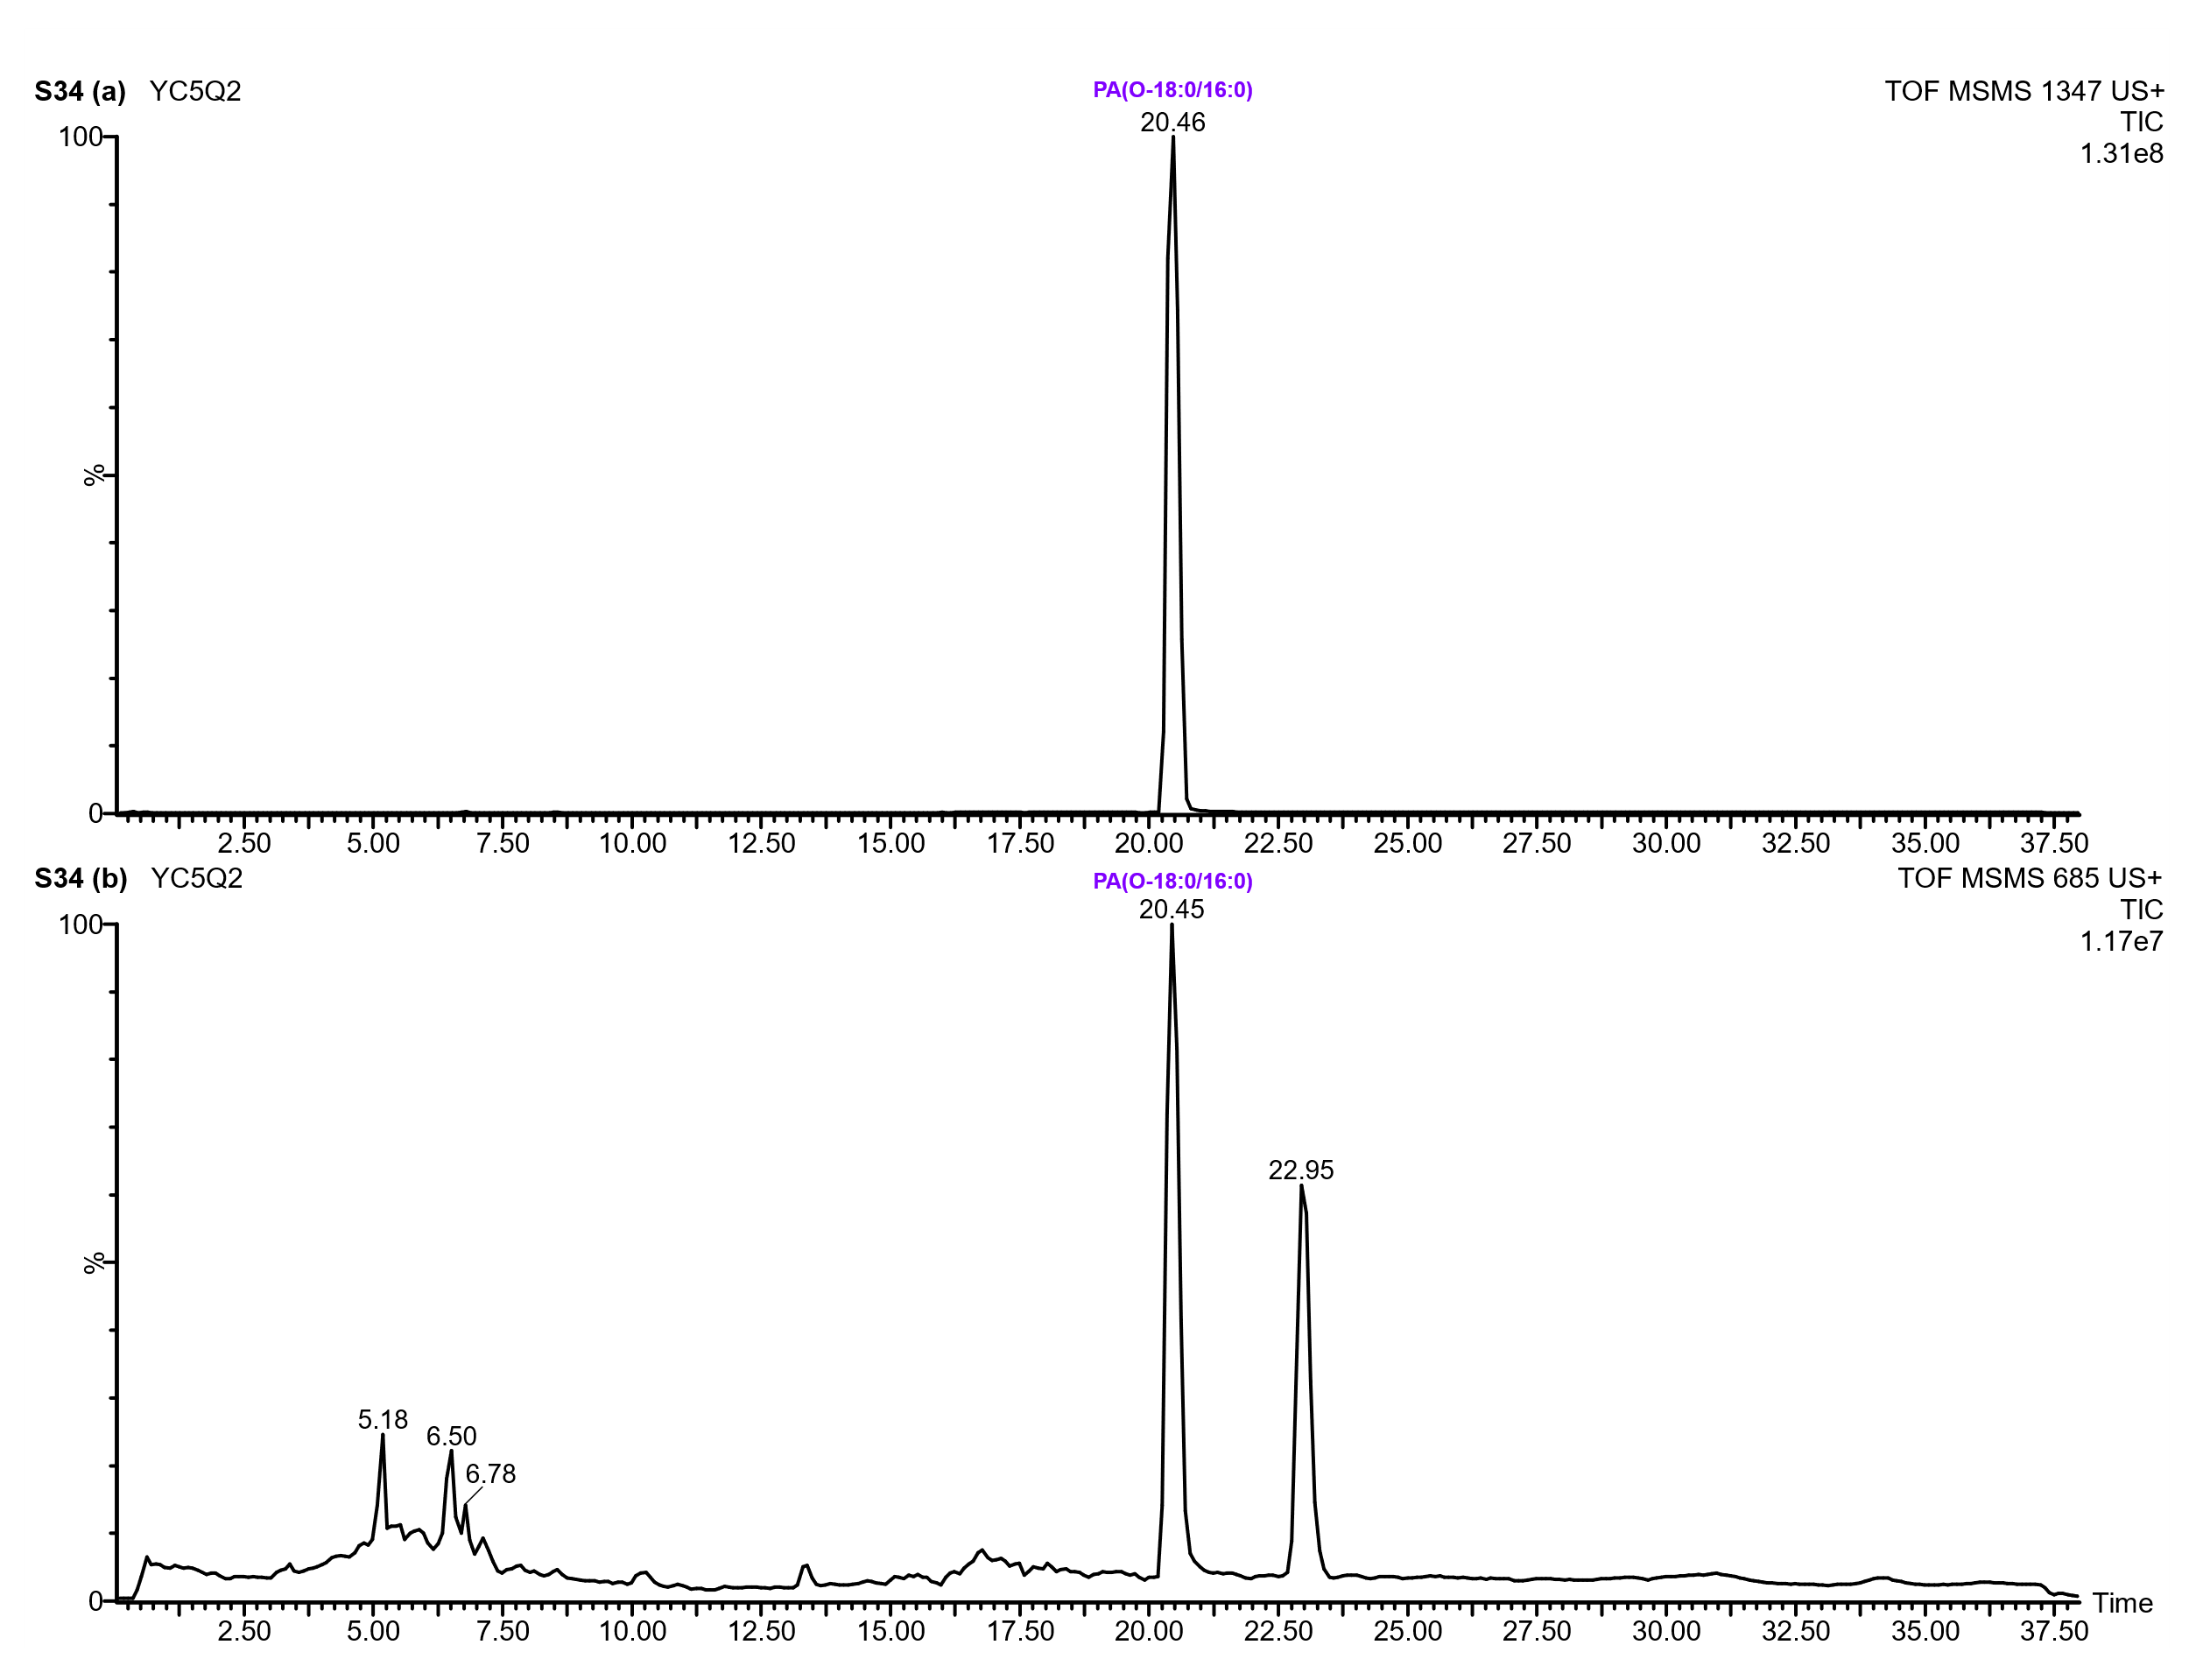 S34 (a) YC5Q2
PA(O-18:0/16:0)
TOF MSMS 1347 US+
TIC
1.31e8
20.46
100
%
0
2.50 5.00 7.50 10.00 12.50 15.00 17.50 20.00 22.50 25.00 27.50 30.00 32.50 35.00 37.50
S34 (b) YC5Q2
PA(O-18:0/16:0)
TOF MSMS 685 US+
TIC
1.17e7
20.45
100
22.95
%
5.18
6.50
6.78
0
Time
2.50 5.00 7.50 10.00 12.50 15.00 17.50 20.00 22.50 25.00 27.50 30.00 32.50 35.00 37.50